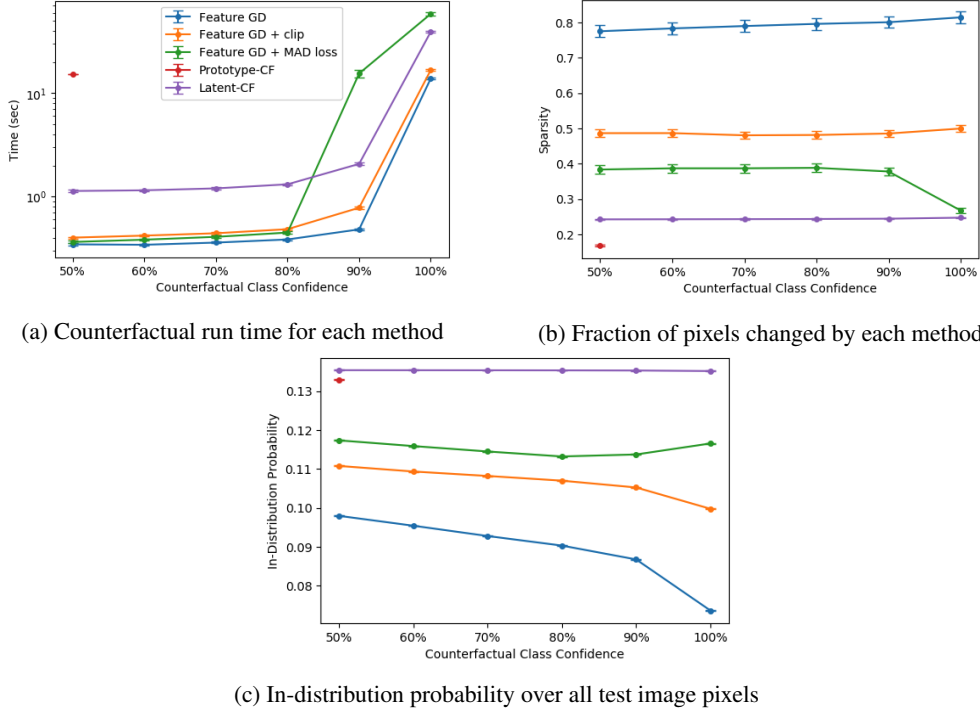 Time (sec)
10^1
10^0
Feature GD
Feature GD + clip
Feature GD + MAD loss
Prototype-CF
Latent-CF
50% 60% 70% 80% 90% 100%
Counterfactual Class Confidence
(a) Counterfactual run time for each method
Sparsity
0.8
0.7
0.6
0.5
0.4
0.3
0.2
50% 60% 70% 80% 90% 100%
Counterfactual Class Confidence
(b) Fraction of pixels changed by each method
In-Distribution Probability
0.13
0.12
0.11
0.10
0.09
0.08
50% 60% 70% 80% 90% 100%
Counterfactual Class Confidence
(c) In-distribution probability over all test image pixels